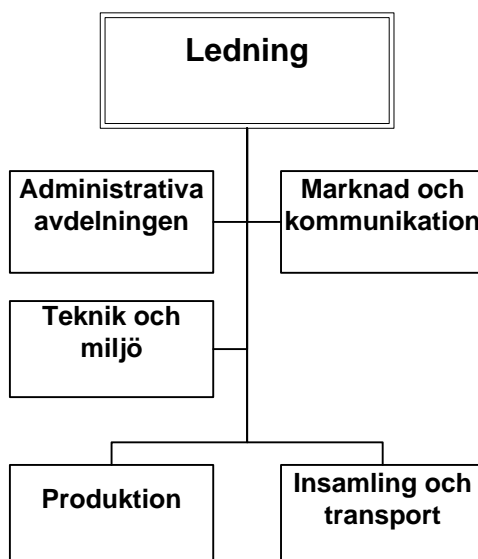 Ledning
Administrativa
avdelningen
Marknad och
kommunikation
Teknik och
miljö
Produktion
Insamling och
transport